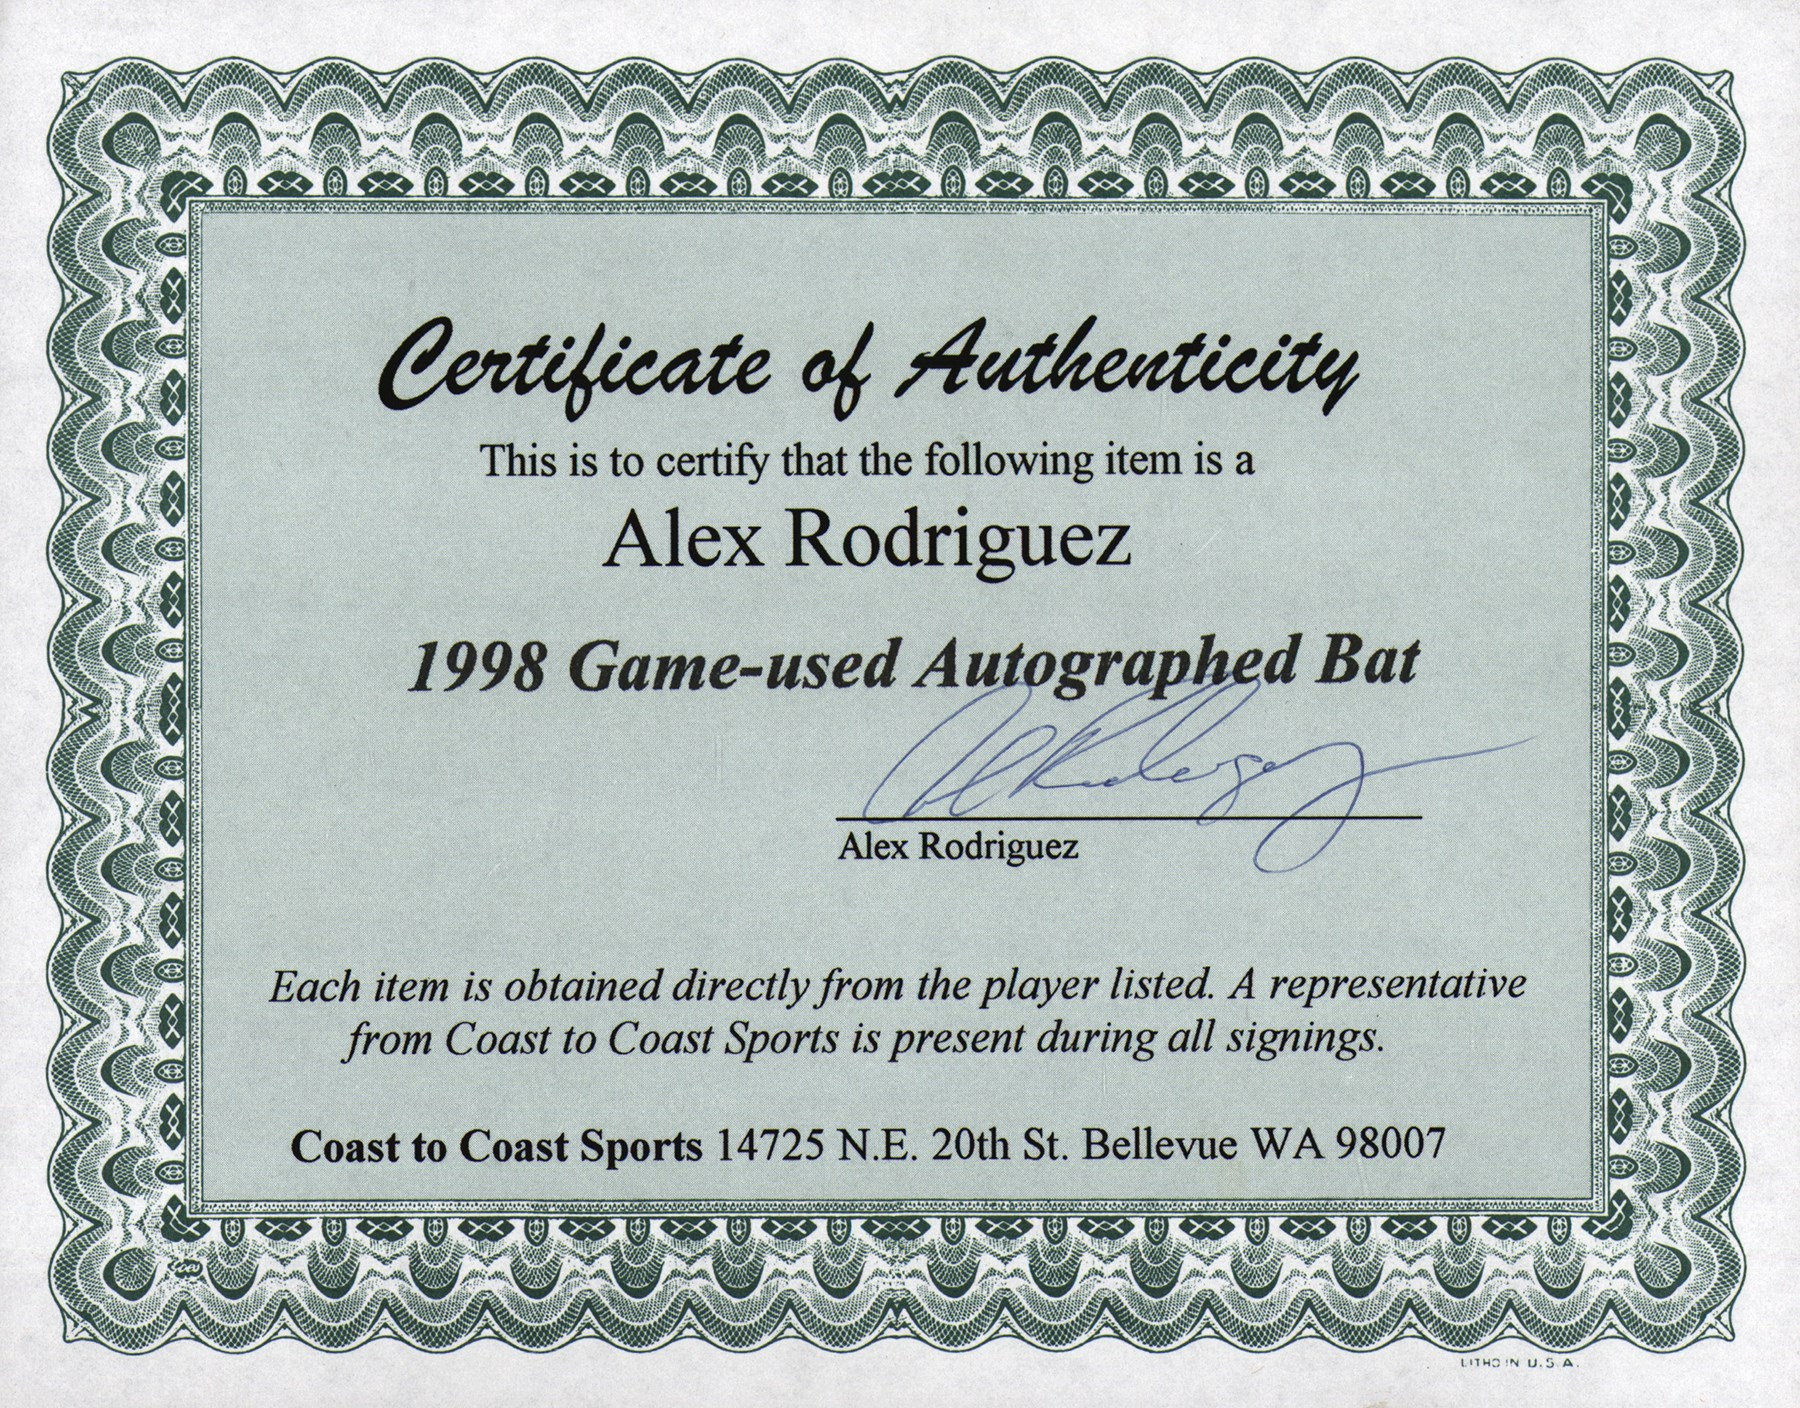 Certificate of Authenticity
This is to certify that the following item is a
Alex Rodriguez
1998 Game-used Autographed Bat
Alex Rodriguez
Each item is obtained directly from the player listed. A representative
from Coast to Coast Sports is present during all signings.
Coast to Coast Sports 14725 N.E. 20th St. Bellevue WA 98007
LITHO IN U.S.A.